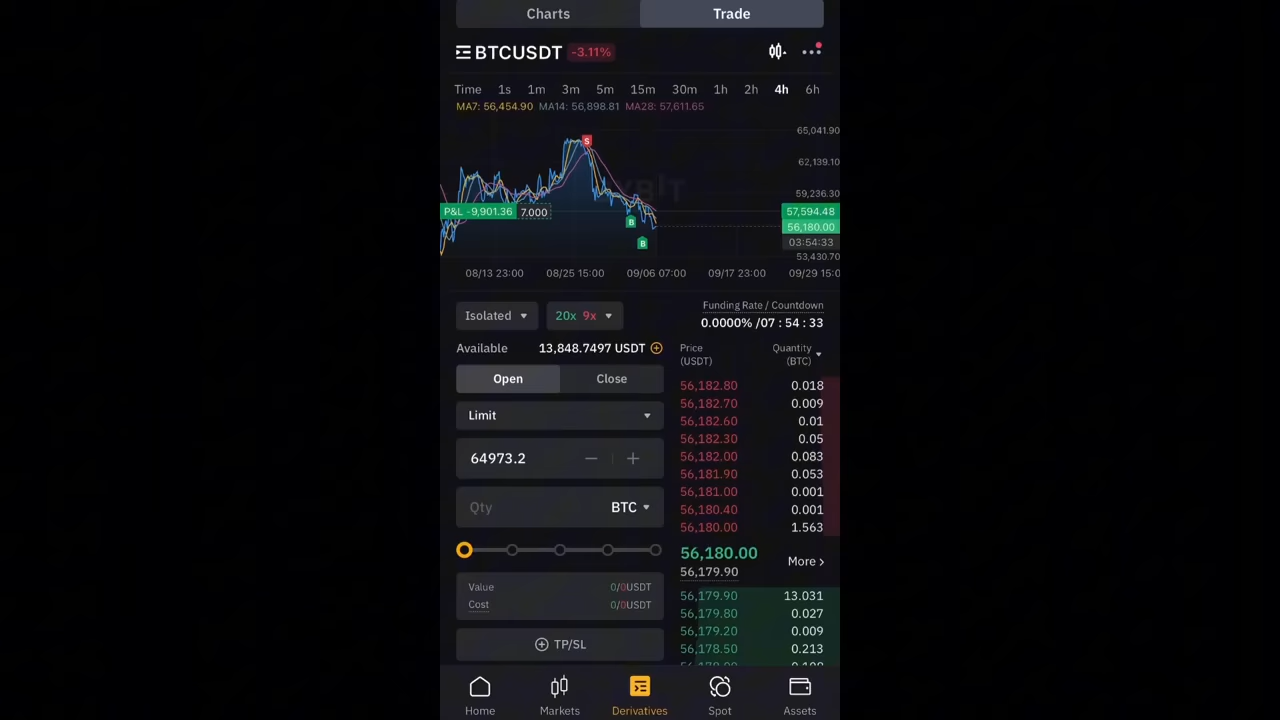 Charts Trade
BTCUSDT -3.11%
Time 1s 1m 3m 5m 15m 30m 1h 2h 4h 6h
MA7: 56,454.90 MA14: 56,898.81 MA28: 57,611.65
65,041.90
S
62,139.10
59,236.30
P&L -9,901.36 7.000 57,594.48
B 56,180.00
B 03:54:33
53,430.70
08/13 23:00 08/25 15:00 09/06 07:00 09/17 23:00 09/29 15:0
Isolated 20x 9x
Funding Rate / Countdown
0.0000% /07 : 54 : 33
Available 13,848.7497 USDT
Open Close
Limit
64973.2
Qty BTC
Value 0/0USDT
Cost 0/0USDT
TP/SL
Price Quantity
(USDT) (BTC)
56,182.80 0.018
56,182.70 0.009
56,182.60 0.01
56,182.30 0.05
56,182.00 0.083
56,181.90 0.053
56,181.00 0.001
56,180.40 0.001
56,180.00 1.563
56,180.00
56,179.90
More
56,179.90 13.031
56,179.80 0.027
56,179.20 0.009
56,178.50 0.213
Home Markets Derivatives Spot Assets